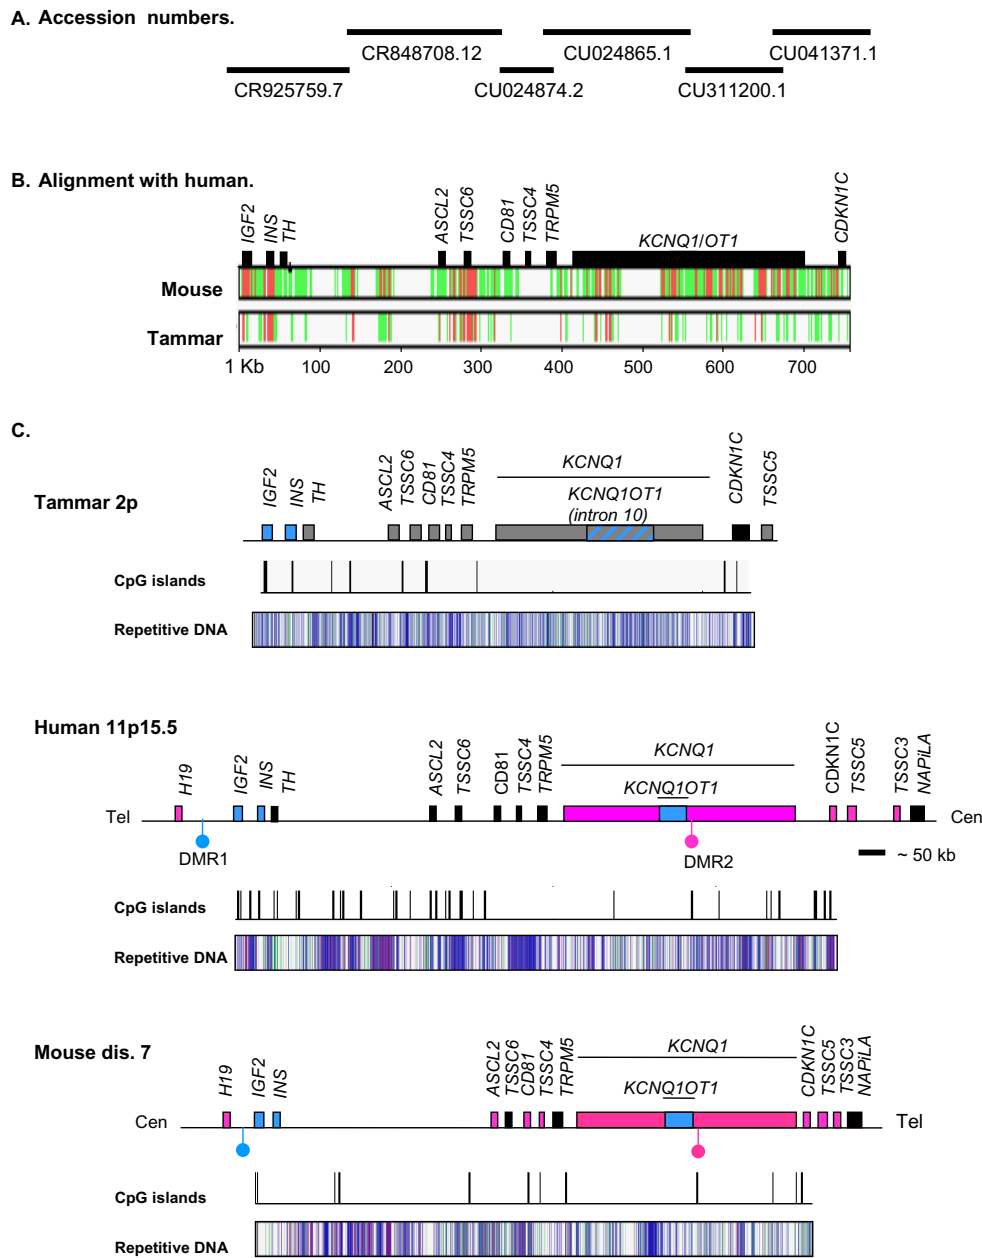 A. Accession numbers.
CR848708.12 CU024865.1 CU041371.1
CR925759.7 CU024874.2 CU311200.1
B. Alignment with human.
IGF2 INS TH ASCL2 TSSC6 CD81 TSSC4 TRPM5 KCNQ1/OT1 CDKN1C
Mouse
Tammar
1 Kb 100 200 300 400 500 600 700
C.
Tammar 2p
IGF2 INS TH ASCL2 TSSC6 CD81 TSSC4 TRPM5 KCNQ1 CDKN1C TSSC5
KCNQ1OT1
(intron 10)
CpG islands
Repetitive DNA
Human 11p15.5
H19 IGF2 INS TH ASCL2 TSSC6 CD81 TSSC4 TRPM5 KCNQ1 CDKN1C TSSC5 TSSC3 NAPiLA
KCNQ1OT1
Tel Cen
DMR1 DMR2 ~ 50 kb
CpG islands
Repetitive DNA
Mouse dis. 7
H19 IGF2 INS ASCL2 TSSC6 CD81 TSSC4 TRPM5 KCNQ1 CDKN1C TSSC5 TSSC3 NAPiLA
KCNQ1OT1
Cen Tel
CpG islands
Repetitive DNA